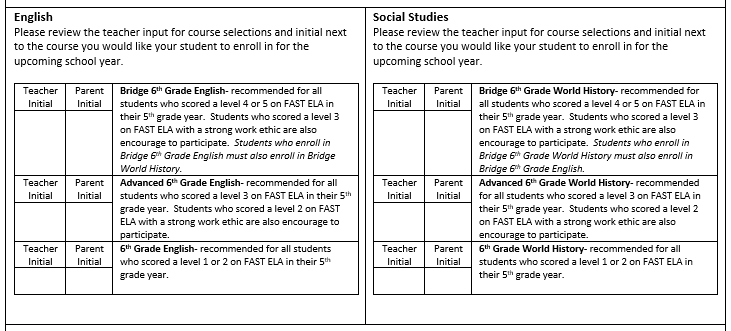 English
Please review the teacher input for course selections and initial next
to the course you would like your student to enroll in for the
upcoming school year.
Teacher Initial
Parent Initial
Bridge 6th Grade English- recommended for all
students who scored a level 4 or 5 on FAST ELA in
their 5th grade year. Students who scored a level 3
on FAST ELA with a strong work ethic are also
encourage to participate. Students who enroll in
Bridge 6th Grade English must also enroll in Bridge
World History.
Teacher Initial
Parent Initial
Advanced 6th Grade English- recommended for all
students who scored a level 3 on FAST ELA in their 5th
grade year. Students who scored a level 2 on FAST
ELA with a strong work ethic are also encourage to
participate.
Teacher Initial
Parent Initial
6th Grade English- recommended for all students
who scored a level 1 or 2 on FAST ELA in their 5th
grade year.
Social Studies
Please review the teacher input for course selections and initial next
to the course you would like your student to enroll in for the
upcoming school year.
Teacher Initial
Parent Initial
Bridge 6th Grade World History- recommended for
all students who scored a level 4 or 5 on FAST ELA in
their 5th grade year. Students who scored a level 3
on FAST ELA with a strong work ethic are also
encourage to participate. Students who enroll in
Bridge 6th Grade World History must also enroll in
Bridge 6th Grade English.
Teacher Initial
Parent Initial
Advanced 6th Grade World History- recommended
for all students who scored a level 3 on FAST ELA in
their 5th grade year. Students who scored a level 2
on FAST ELA with a strong work ethic are also
encourage to participate.
Teacher Initial
Parent Initial
6th Grade World History- recommended for all
students who scored a level 1 or 2 on FAST ELA in
their 5th grade year.